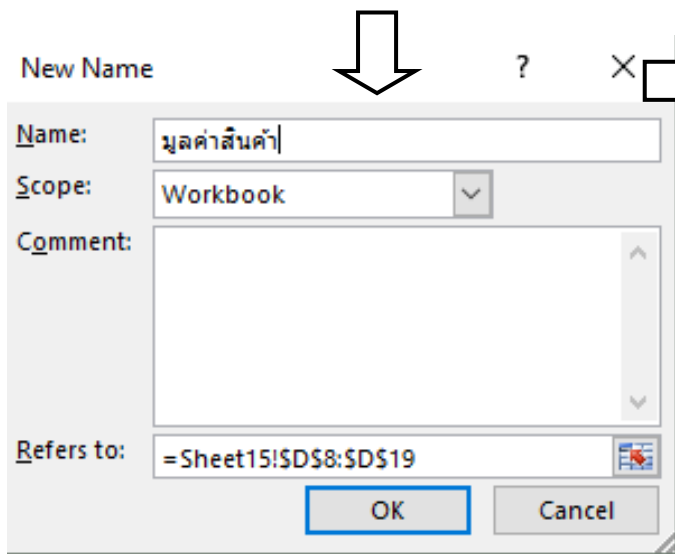 New Name ?
Name: มูลค่าสินค้า
Scope: Workbook
Comment:
Refers to: =Sheet15!$D$8:$D$19
OK Cancel